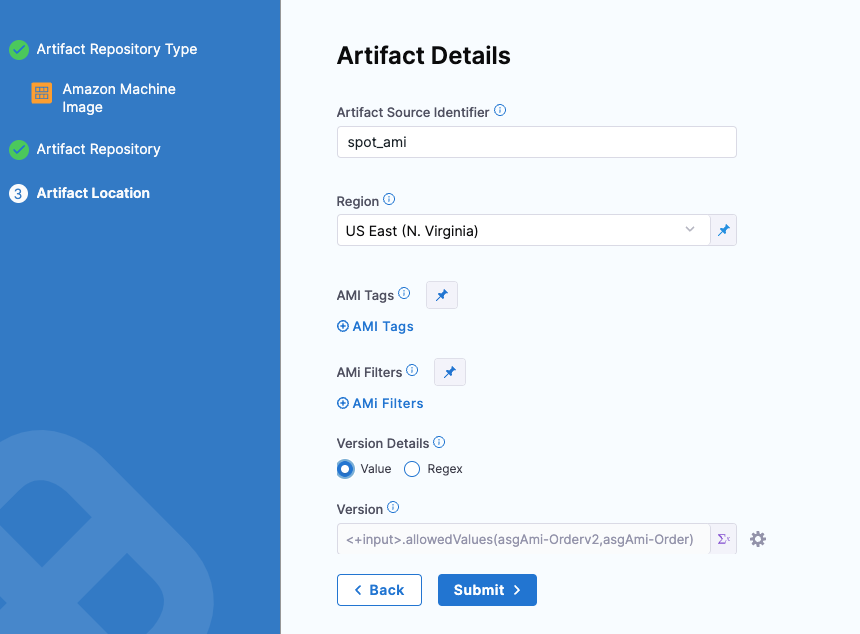 Artifact Repository Type
Amazon Machine
Image
Artifact Repository
3 Artifact Location
Artifact Details
Artifact Source Identifier
spot_ami
Region
US East (N. Virginia)
AMI Tags
AMI Tags
AMi Filters
AMi Filters
Version Details
Value Regex
Version
<+input>.allowedValues(asgAmi-Orderv2,asgAmi-Order)
Back Submit